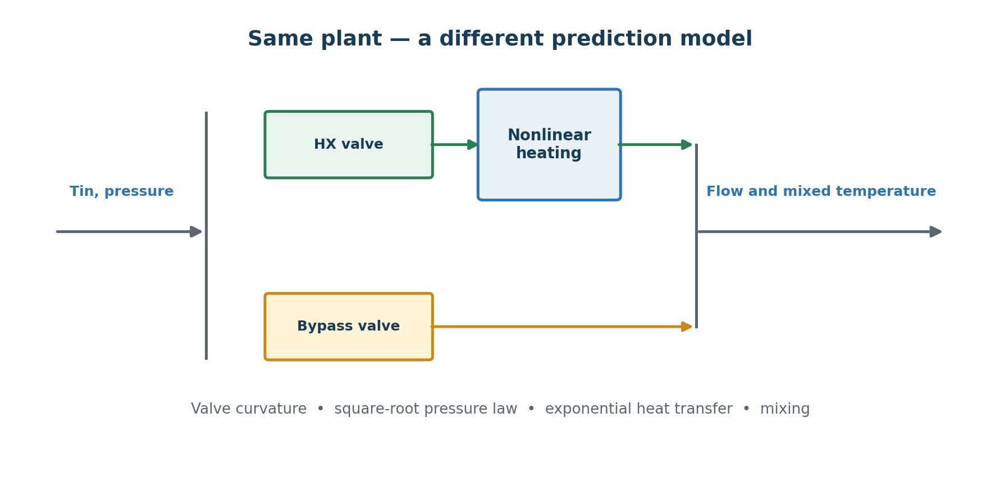 Same plant — a different prediction model
HX valve
Nonlinear
heating
Tin, pressure
Flow and mixed temperature
Bypass valve
Valve curvature • square-root pressure law • exponential heat transfer • mixing